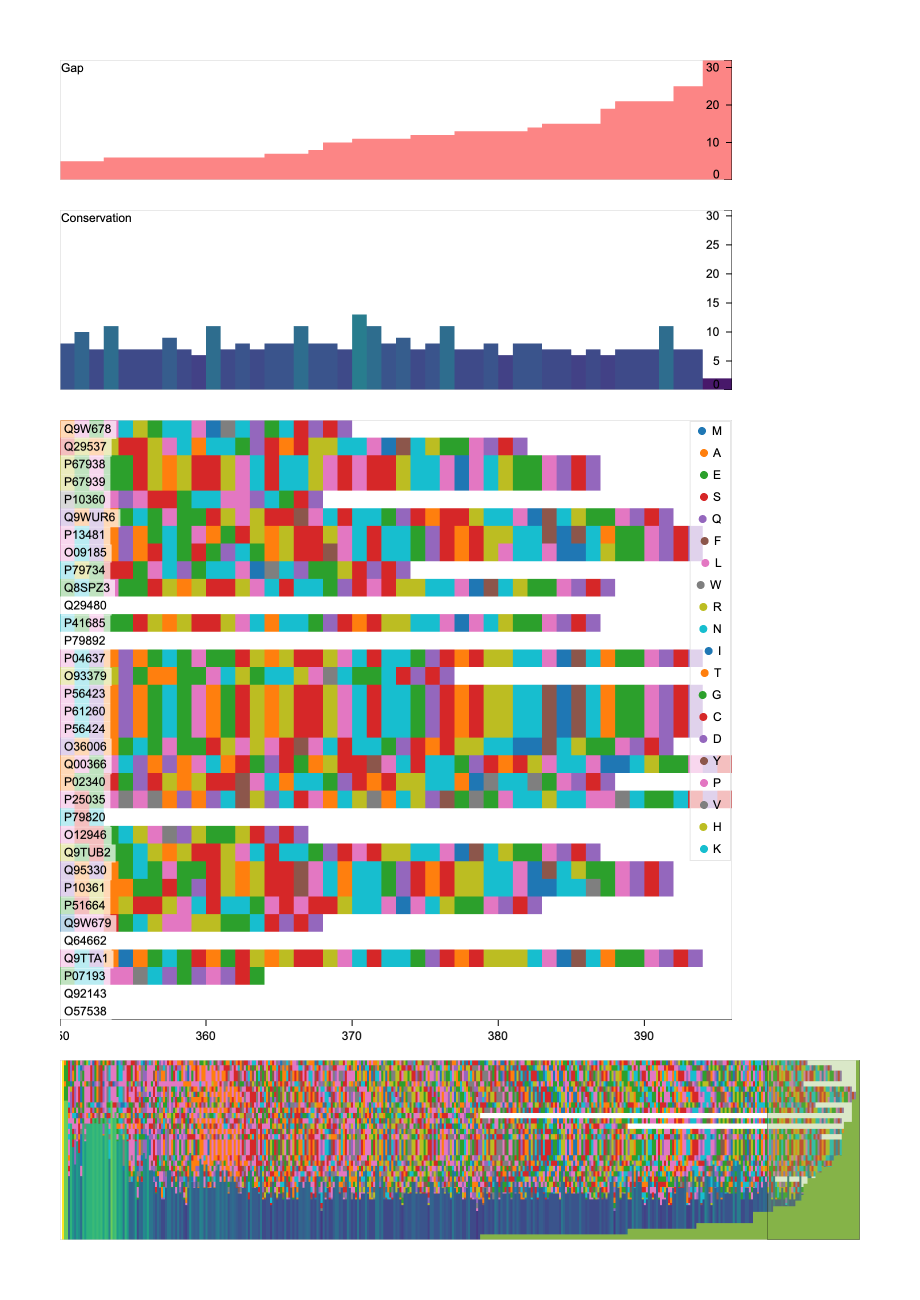 Gap
30
20
10
0
Conservation
30
25
20
15
10
5
0
Q9W678
Q29537
P67938
P67939
P10360
Q9WUR6
P13481
O09185
P79734
Q8SPZ3
Q29480
P41685
P79892
P04637
O93379
P56423
P61260
P56424
O36006
Q00366
P02340
P25035
P79820
O12946
Q9TUB2
Q95330
P10361
P51664
Q9W679
Q64662
Q9TTA1
P07193
Q92143
O57538
M
A
E
S
Q
F
L
W
R
N
I
T
G
C
D
Y
P
V
H
K
50 360 370 380 390